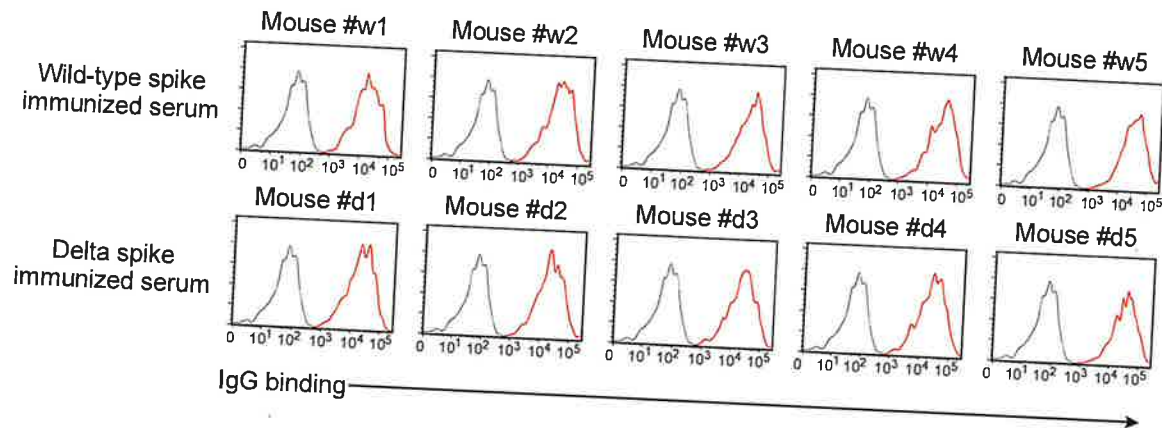 Mouse #w1 Mouse #w2 Mouse #w3 Mouse #w4 Mouse #w5
Wild-type spike
immunized serum
0 10¹ 10² 10³ 10⁴ 10⁵ 0 10¹ 10² 10³ 10⁴ 10⁵ 0 10¹ 10² 10³ 10⁴ 10⁵ 0 10¹ 10² 10³ 10⁴ 10⁵ 0 10¹ 10² 10³ 10⁴ 10⁵
Mouse #d1 Mouse #d2 Mouse #d3 Mouse #d4 Mouse #d5
Delta spike
immunized serum
0 10¹ 10² 10³ 10⁴ 10⁵ 0 10¹ 10² 10³ 10⁴ 10⁵ 0 10¹ 10² 10³ 10⁴ 10⁵ 0 10¹ 10² 10³ 10⁴ 10⁵ 0 10¹ 10² 10³ 10⁴ 10⁵
IgG binding